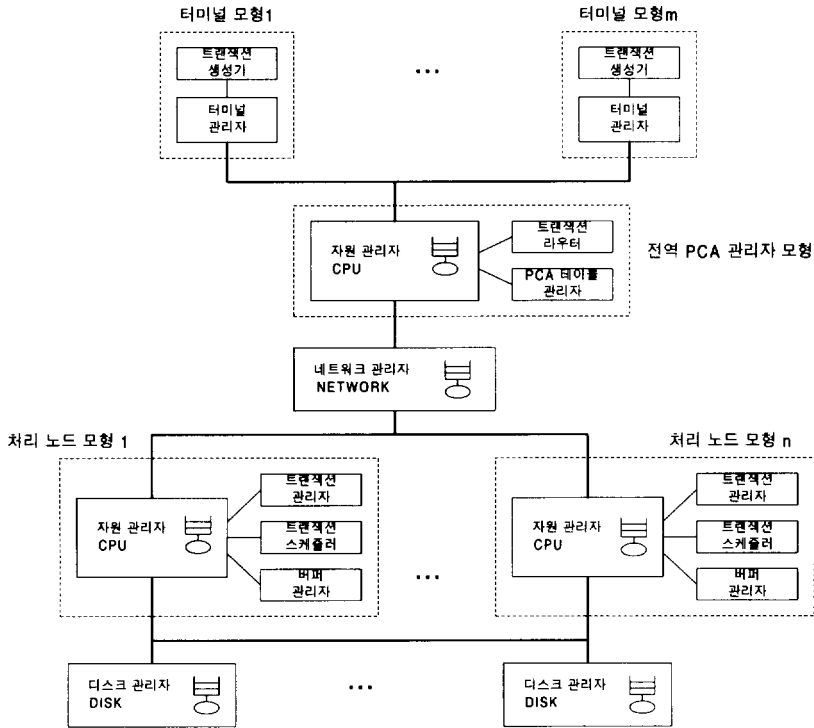 터미널 모형1
터미널 모형m
트랜잭션
생성기
터미널
관리자
...
트랜잭션
생성기
터미널
관리자
자원 관리자
CPU
트랜잭션
라우터
PCA 테이블
관리자
전역 PCA 관리자 모형
네트워크 관리자
NETWORK
처리 노드 모형 1
처리 노드 모형 n
자원 관리자
CPU
트랜잭션
관리자
트랜잭션
스케줄러
버퍼
관리자
...
자원 관리자
CPU
트랜잭션
관리자
트랜잭션
스케줄러
버퍼
관리자
디스크 관리자
DISK
...
디스크 관리자
DISK